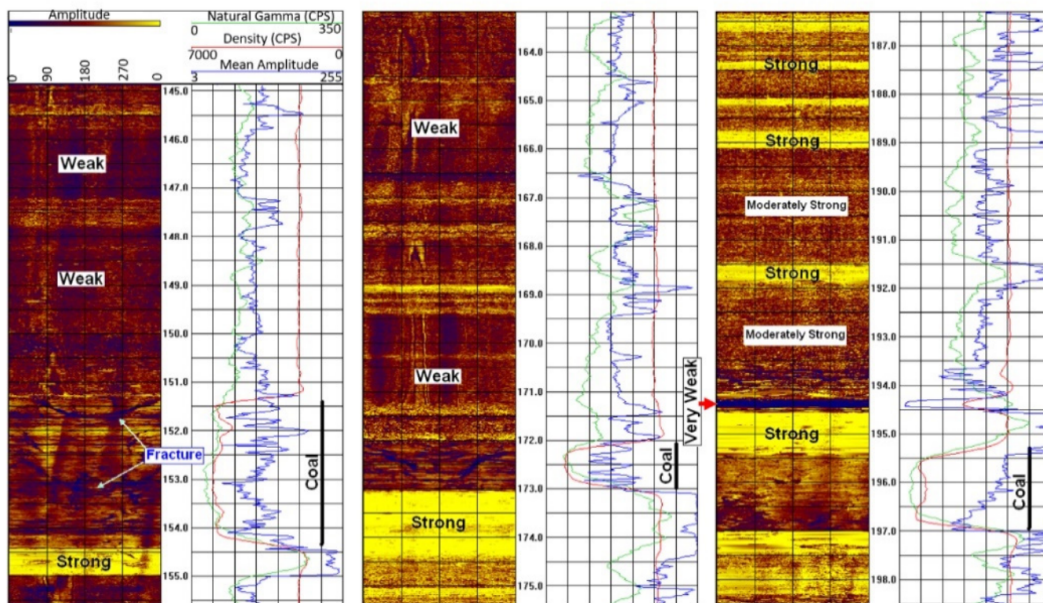 Amplitude
0 90 180 270 0
Natural Gamma (CPS)
0 350
Density (CPS)
7000 0
Mean Amplitude
3 255
145.0
146.0
147.0
148.0
149.0
150.0
151.0
152.0
153.0
154.0
155.0
Weak
Weak
Fracture
Strong
Coal
164.0
165.0
166.0
167.0
168.0
169.0
170.0
171.0
172.0
173.0
174.0
175.0
Weak
Weak
Strong
Coal
Very Weak
187.0
188.0
189.0
190.0
191.0
192.0
193.0
194.0
195.0
196.0
197.0
198.0
Strong
Strong
Moderately Strong
Strong
Moderately Strong
Strong
Coal